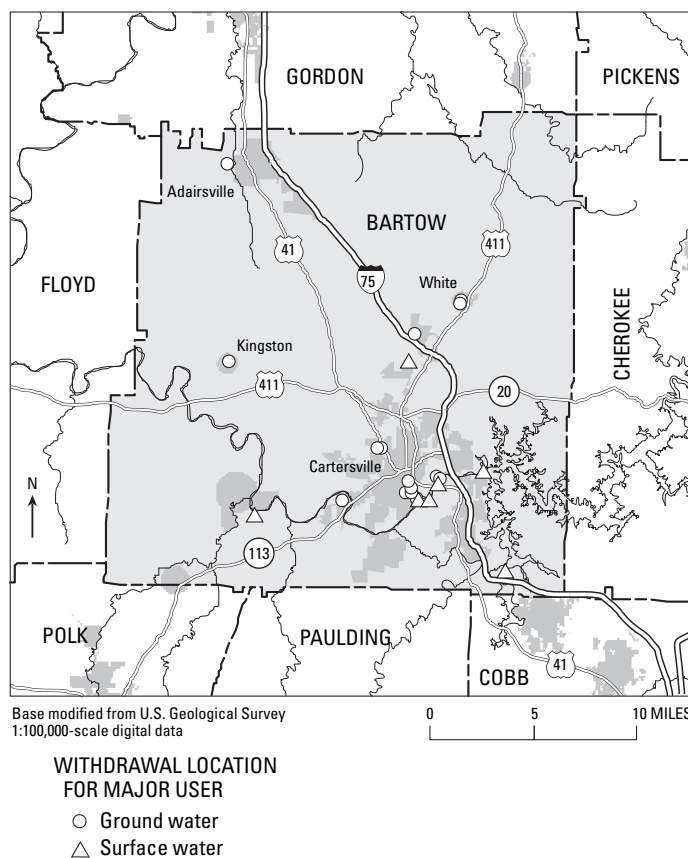 GORDON
PICKENS
Adairsville
BARTOW
41
411
FLOYD
75
White
CHEROKEE
Kingston
411
20
Cartersville
N
113
POLK
PAULDING
41
COBB
Base modified from U.S. Geological Survey
1:100,000-scale digital data
0 5 10 MILES
WITHDRAWAL LOCATION
FOR MAJOR USER
Ground water
Surface water